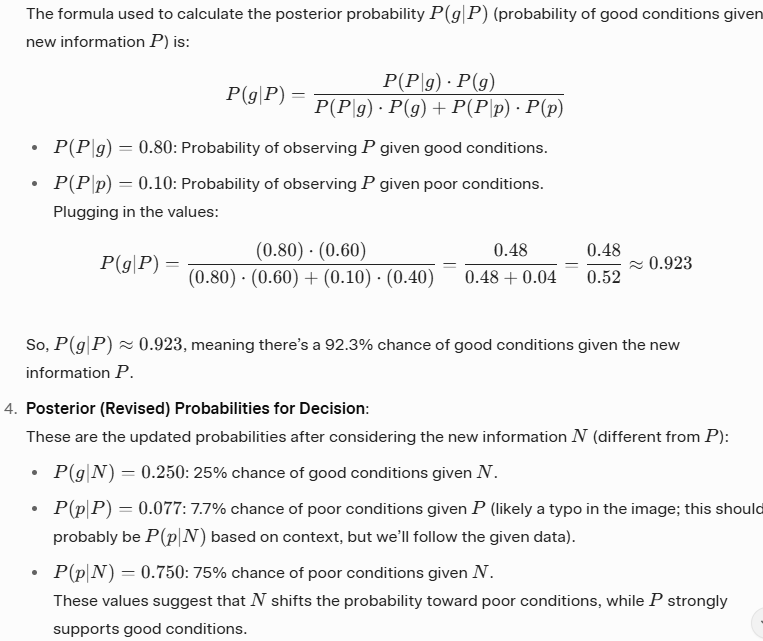 The formula used to calculate the posterior probability P(g|P) (probability of good conditions given
new information P) is:
P(g|P) = P(P|g) · P(g) / P(P|g) · P(g) + P(P|p) · P(p)
• P(P|g) = 0.80: Probability of observing P given good conditions.
• P(P|p) = 0.10: Probability of observing P given poor conditions.
Plugging in the values:
P(g|P) = (0.80) · (0.60) / (0.80) · (0.60) + (0.10) · (0.40) = 0.48 / 0.48 + 0.04 = 0.48 / 0.52 ≈ 0.923
So, P(g|P) ≈ 0.923, meaning there's a 92.3% chance of good conditions given the new
information P.
4. Posterior (Revised) Probabilities for Decision:
These are the updated probabilities after considering the new information N (different from P):
• P(g|N) = 0.250: 25% chance of good conditions given N.
• P(p|P) = 0.077: 7.7% chance of poor conditions given P (likely a typo in the image; this should
probably be P(p|N) based on context, but we'll follow the given data).
• P(p|N) = 0.750: 75% chance of poor conditions given N.
These values suggest that N shifts the probability toward poor conditions, while P strongly
supports good conditions.